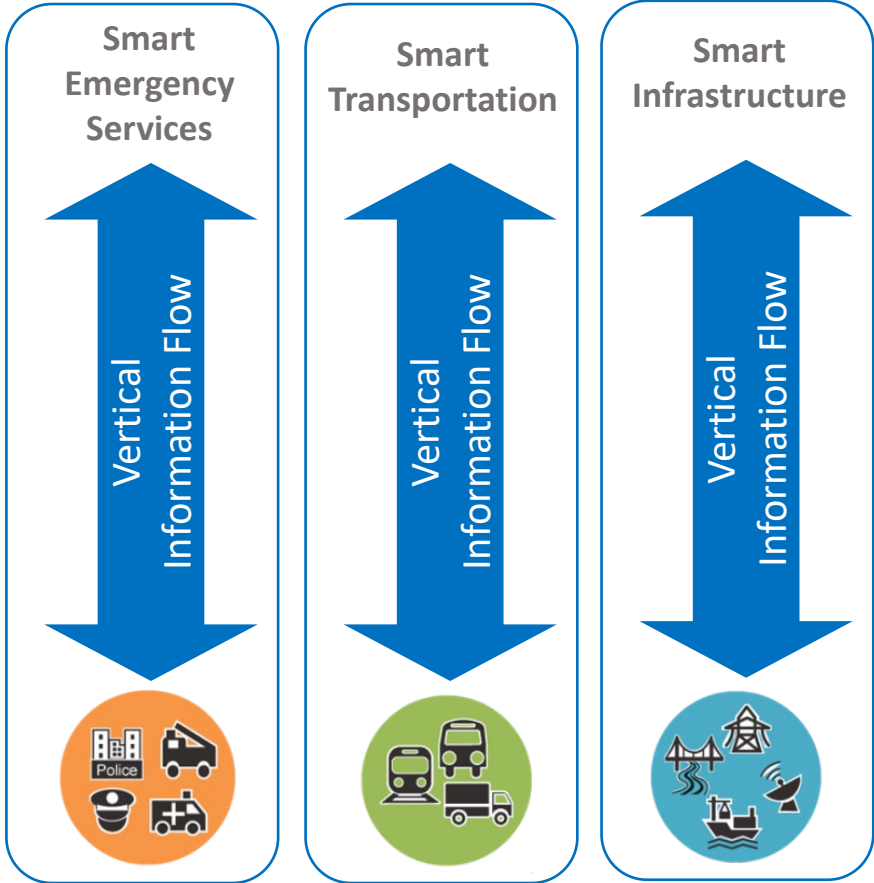 Smart
Emergency
Services
Vertical
Information Flow
Police
Smart
Transportation
Vertical
Information Flow
Smart
Infrastructure
Vertical
Information Flow